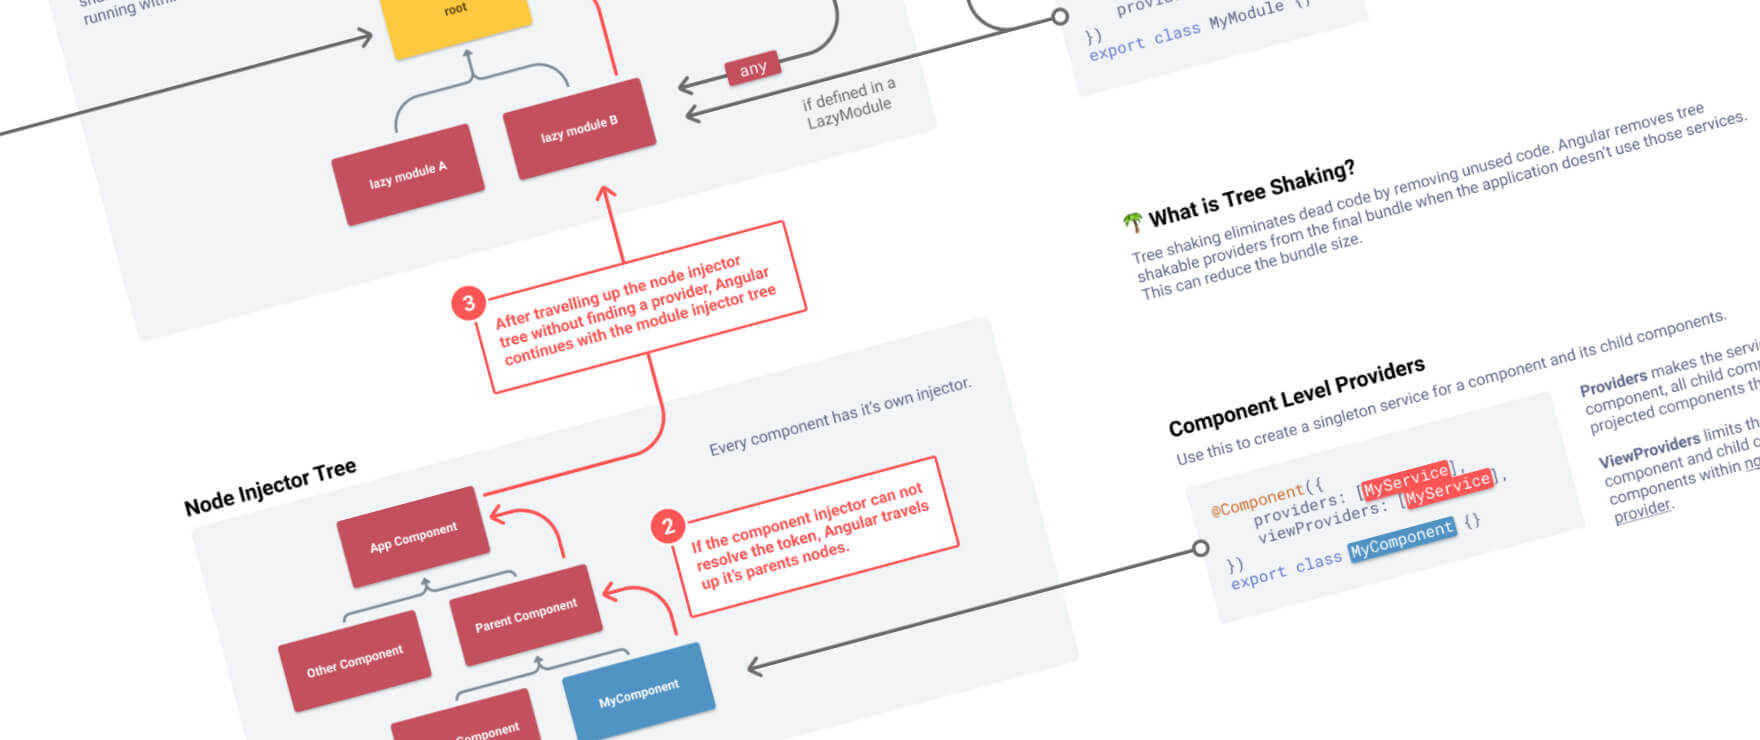 running within
root
lazy module A
lazy module B
any
if defined in a
LazyModule
})
export class MyModule {}
3
After travelling up the node injector
tree without finding a provider, Angular
continues with the module injector tree
🌴 What is Tree Shaking?
Tree shaking eliminates dead code by removing unused code. Angular removes tree
shakable providers from the final bundle when the application doesn't use those services.
This can reduce the bundle size.
Node Injector Tree
Every component has it's own injector.
App Component
Parent Component
Other Component
MyComponent
2
If the component injector can not
resolve the token, Angular travels
up it's parents nodes.
Component Level Providers
Use this to create a singleton service for a component and its child components.
@Component({
providers: [MyService],
viewProviders: [MyService],
})
export class MyComponent {}
Providers makes the
component, all child
projected components
ViewProviders limits
component and child
components within
provider.